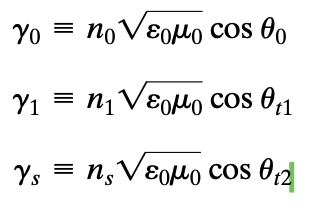 γ₀ ≡ n₀√ε₀μ₀ cos θ₀
γ₁ ≡ n₁√ε₀μ₀ cos θₜ₁
γₛ ≡ nₛ√ε₀μ₀ cos θₜ₂